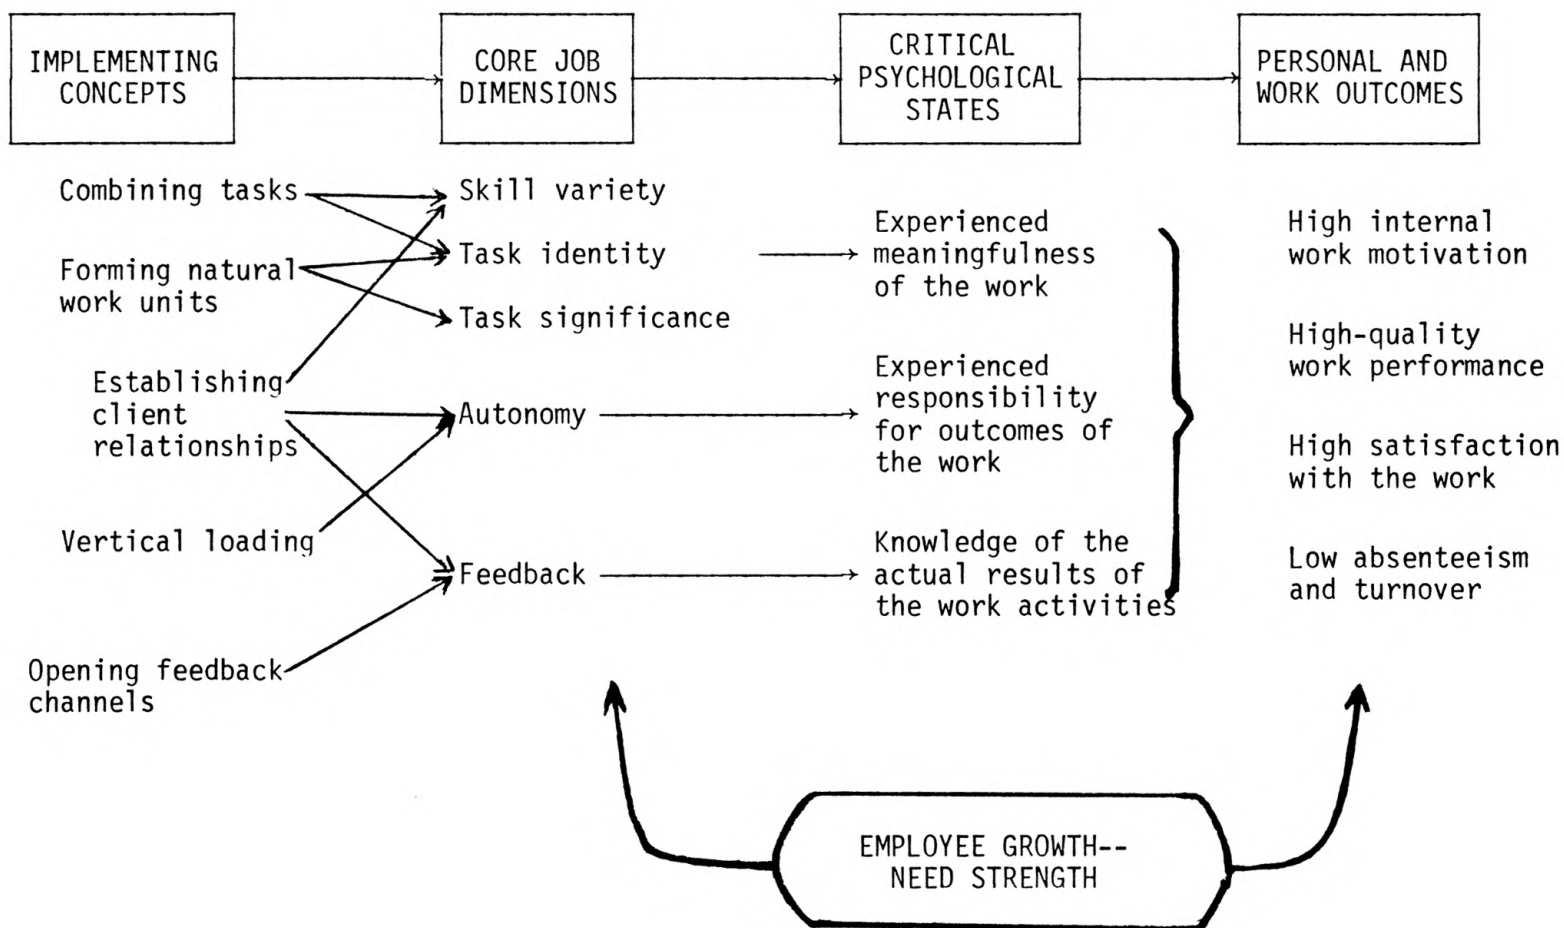 IMPLEMENTING
CONCEPTS
CORE JOB
DIMENSIONS
CRITICAL
PSYCHOLOGICAL
STATES
PERSONAL AND
WORK OUTCOMES
Combining tasks
Forming natural
work units
Establishing
client
relationships
Vertical loading
Opening feedback
channels
Skill variety
Task identity
Task significance
Autonomy
Feedback
Experienced
meaningfulness
of the work
Experienced
responsibility
for outcomes of
the work
Knowledge of the
actual results of
the work activities
High internal
work motivation
High-quality
work performance
High satisfaction
with the work
Low absenteeism
and turnover
EMPLOYEE GROWTH--
NEED STRENGTH